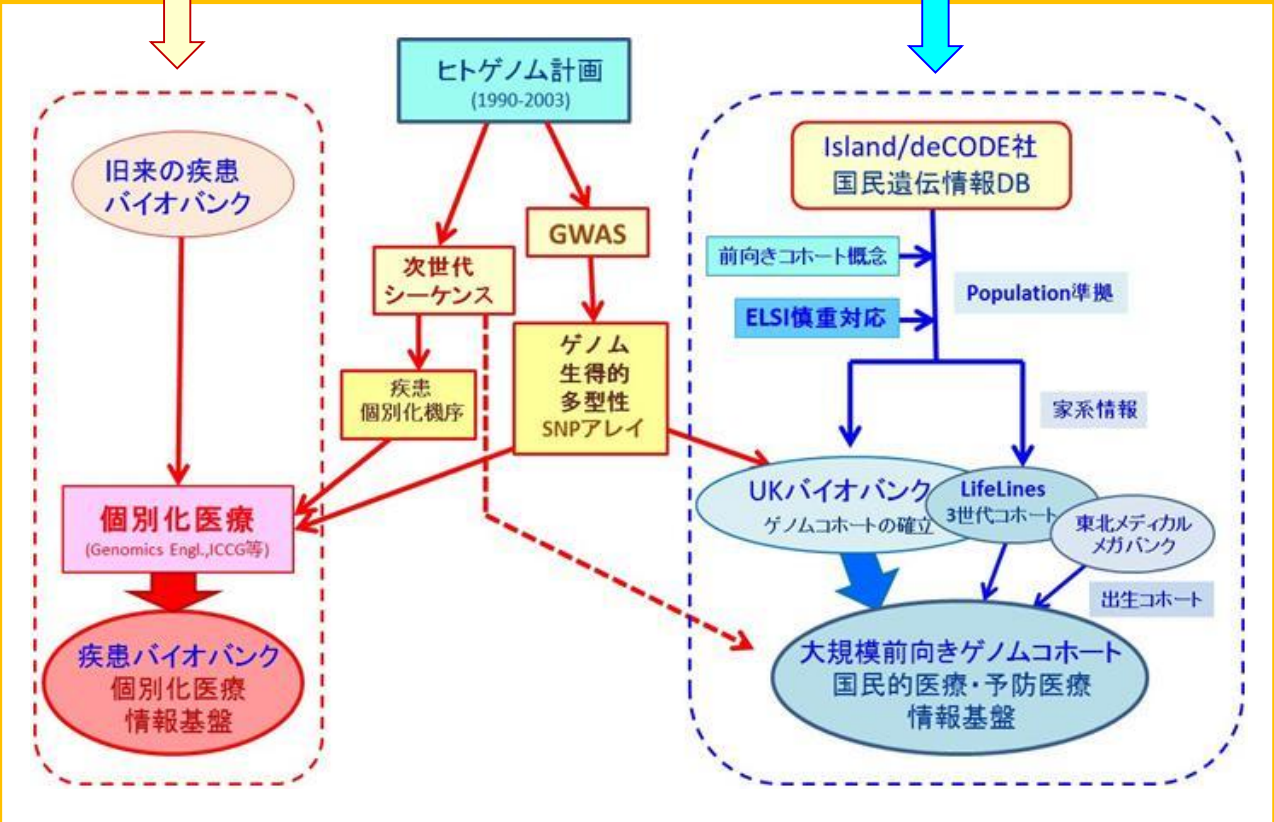 ヒトゲノム計画
(1990-2003)
旧来の疾患
バイオバンク
Island/deCODE社
国民遺伝情報DB
GWAS
前向きコホート概念
次世代
シーケンス
Population準拠
ELSI慎重対応
ゲノム
生得的
多型性
SNPアレイ
疾患
個別化機序
家系情報
個別化医療
(Genomics Engl.,ICCG等)
UKバイオバンク
ゲノムコホートの確立
LifeLines
3世代コホート
東北メディカル
メガバンク
出生コホート
疾患バイオバンク
個別化医療
情報基盤
大規模前向きゲノムコホート
国民的医療・予防医療
情報基盤